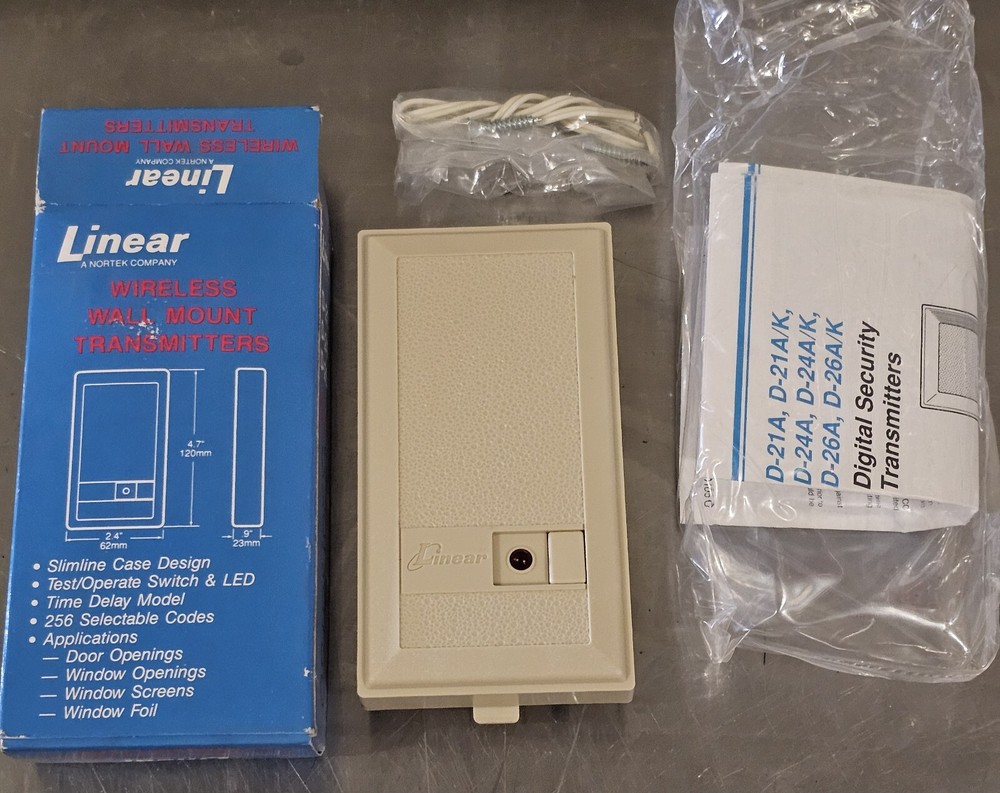 WIRELESS WALL MOUNT
TRANSMITTERS
Linear
A NORTEK COMPANY
Linear
A NORTEK COMPANY
WIRELESS
WALL MOUNT
TRANSMITTERS
4.7"
120mm
2.4"
62mm
.9"
23mm
• Slimline Case Design
• Test/Operate Switch & LED
• Time Delay Model
• 256 Selectable Codes
• Applications
— Door Openings
— Window Openings
— Window Screens
— Window Foil
Linear
D-21A, D-21A/K,
D-24A, D-24A/K,
D-26A, D-26A/K
Digital Security
Transmitters